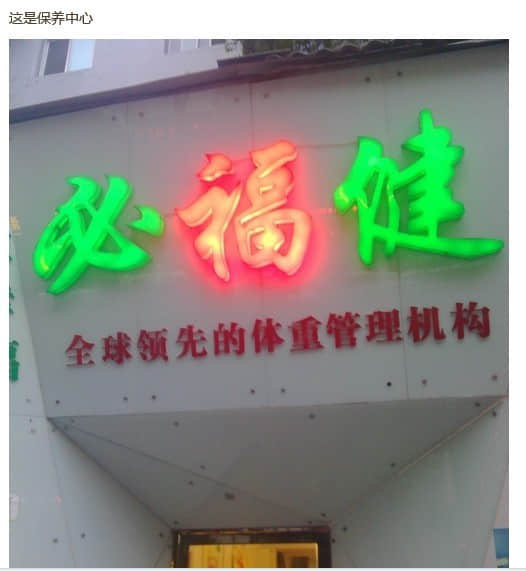 这是保养中心
必福健
全球领先的体重管理机构